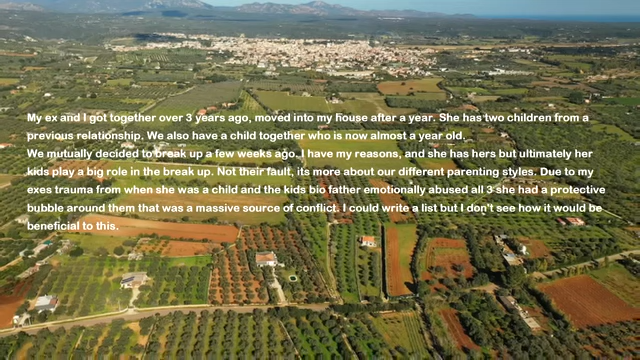 My ex and I got together over 3 years ago, moved into my house after a year. She has two children from a
previous relationship. We also have a child together who is now almost a year old.
We mutually decided to break up a few weeks ago. I have my reasons, and she has hers but ultimately her
kids play a big role in the break up. Not their fault, its more about our different parenting styles. Due to my
exes trauma from when she was a child and the kids bio father emotionally abused all 3 she had a protective
bubble around them that was a massive source of conflict. I could write a list but I don't see how it would be
beneficial to this.